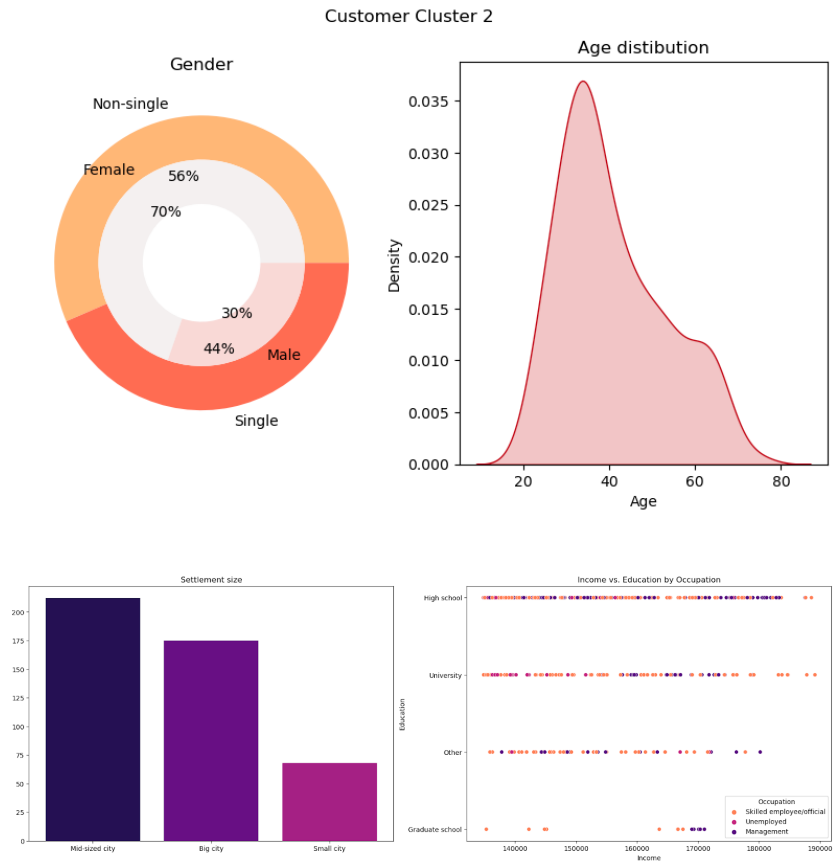 Customer Cluster 2
Gender
Non-single
Female
56%
70%
30%
44%
Male
Single
Age distibution
Density
0.035
0.030
0.025
0.020
0.015
0.010
0.005
0.000
20 40 60 80
Age
Settlement size
200
175
150
125
100
75
50
25
0
Mid-sized city Big city Small city
Income vs. Education by Occupation
Education
High school
University
Other
Graduate school
Occupation
Skilled employee/official
Unemployed
Management
140000 150000 160000 170000 180000 190000
Income